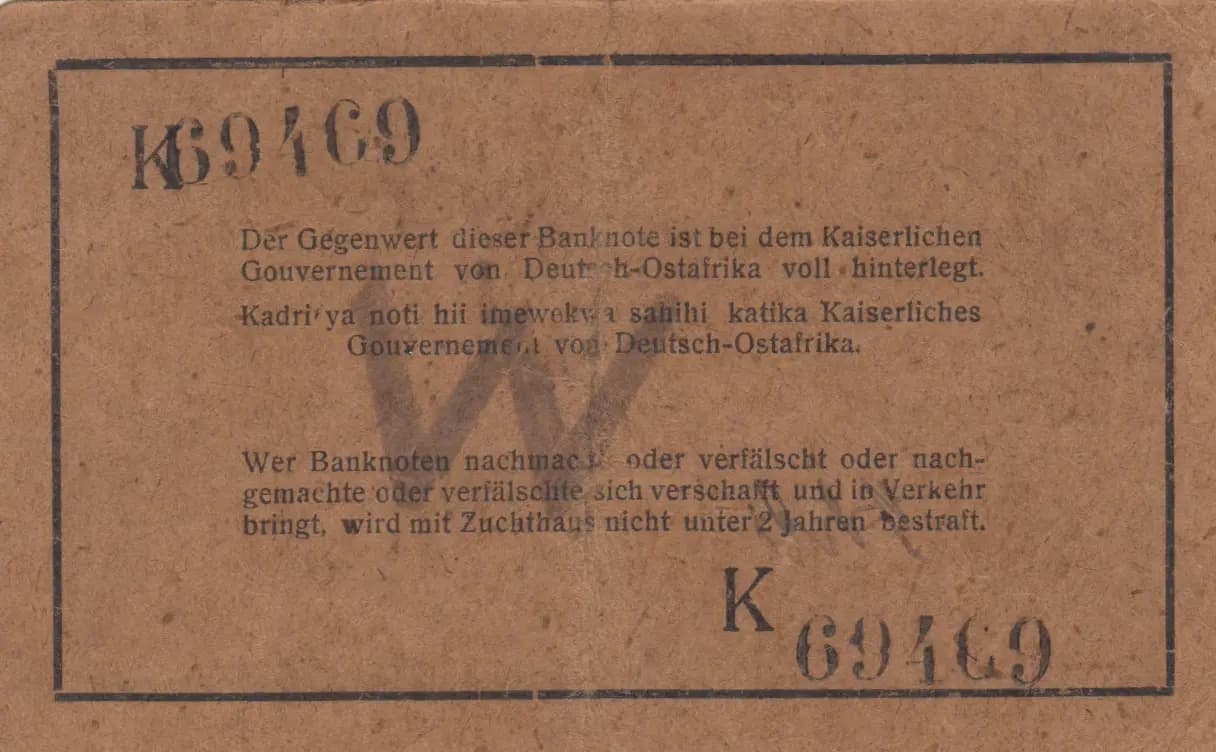 K69469
Der Gegenwert dieser Banknote ist bei dem Kaiserlichen
Gouvernement von Deutsch-Ostafrika voll hinterlegt.
Kadri ya noti hii imewekwa sahihi katika Kaiserliches
Gouvernement von Deutsch-Ostafrika.
W
Wer Banknoten nachmacht oder verfälscht oder nach-
gemachte oder verfälschte sich verschafft und in Verkehr
bringt, wird mit Zuchthaus nicht unter 2 Jahren bestraft.
K
69469